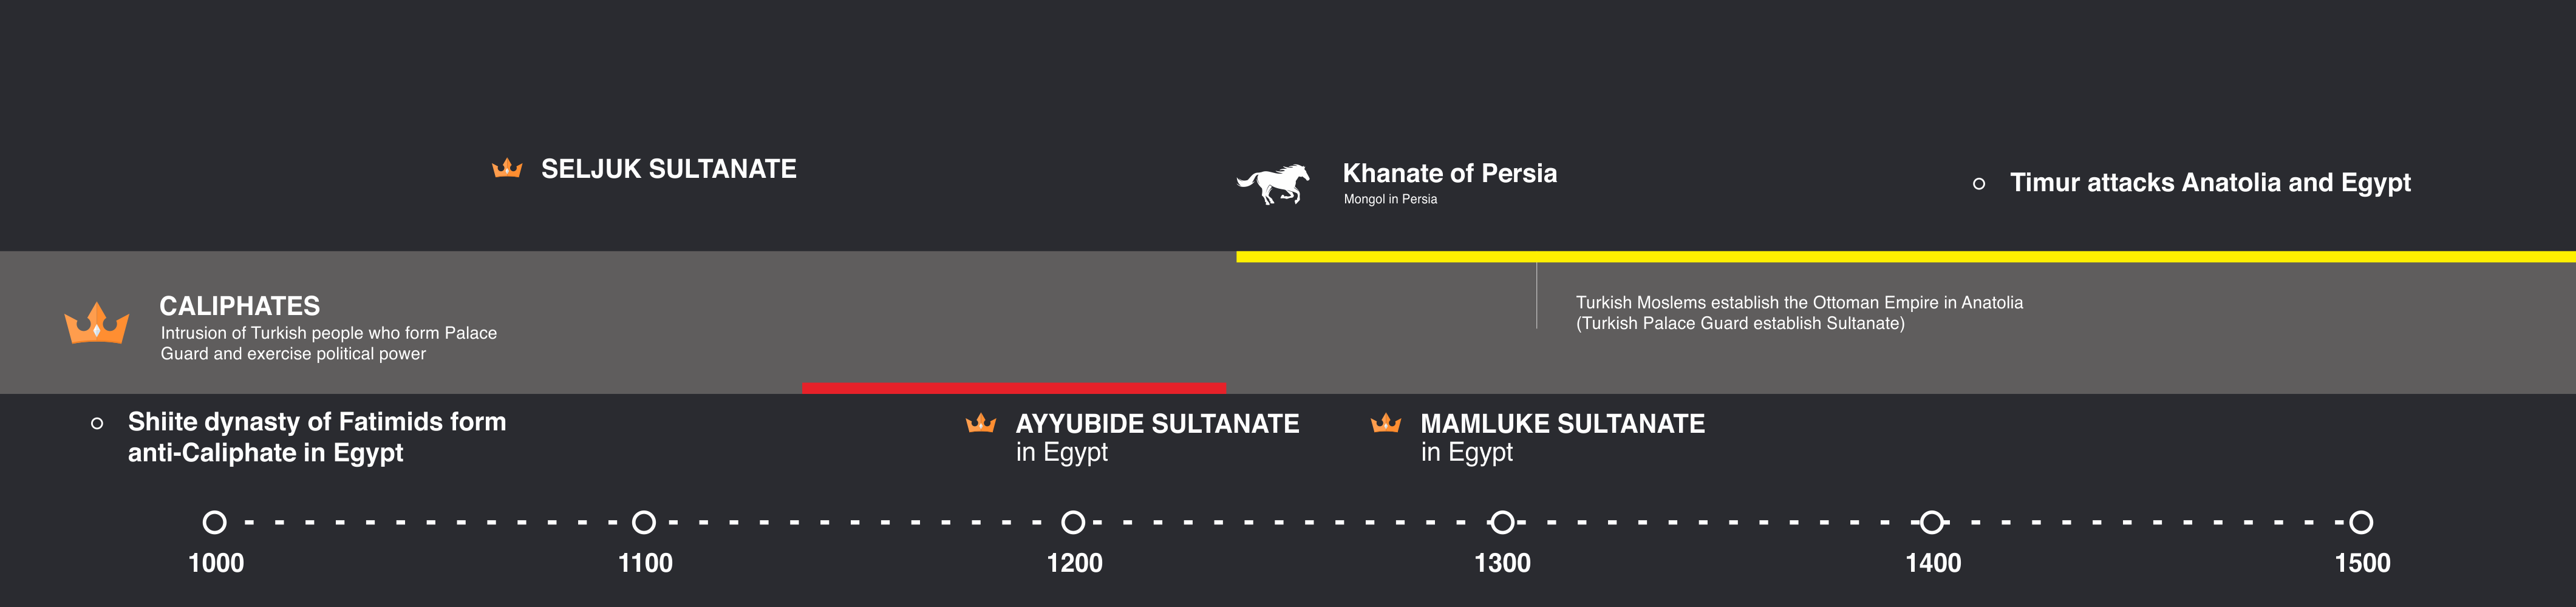 SELJUK SULTANATE
Khanate of Persia
Mongol in Persia
Timur attacks Anatolia and Egypt
CALIPHATES
Intrusion of Turkish people who form Palace
Guard and exercise political power
Turkish Moslems establish the Ottoman Empire in Anatolia
(Turkish Palace Guard establish Sultanate)
Shiite dynasty of Fatimids form
anti-Caliphate in Egypt
AYYUBIDE SULTANATE
in Egypt
MAMLUKE SULTANATE
in Egypt
1000
1100
1200
1300
1400
1500